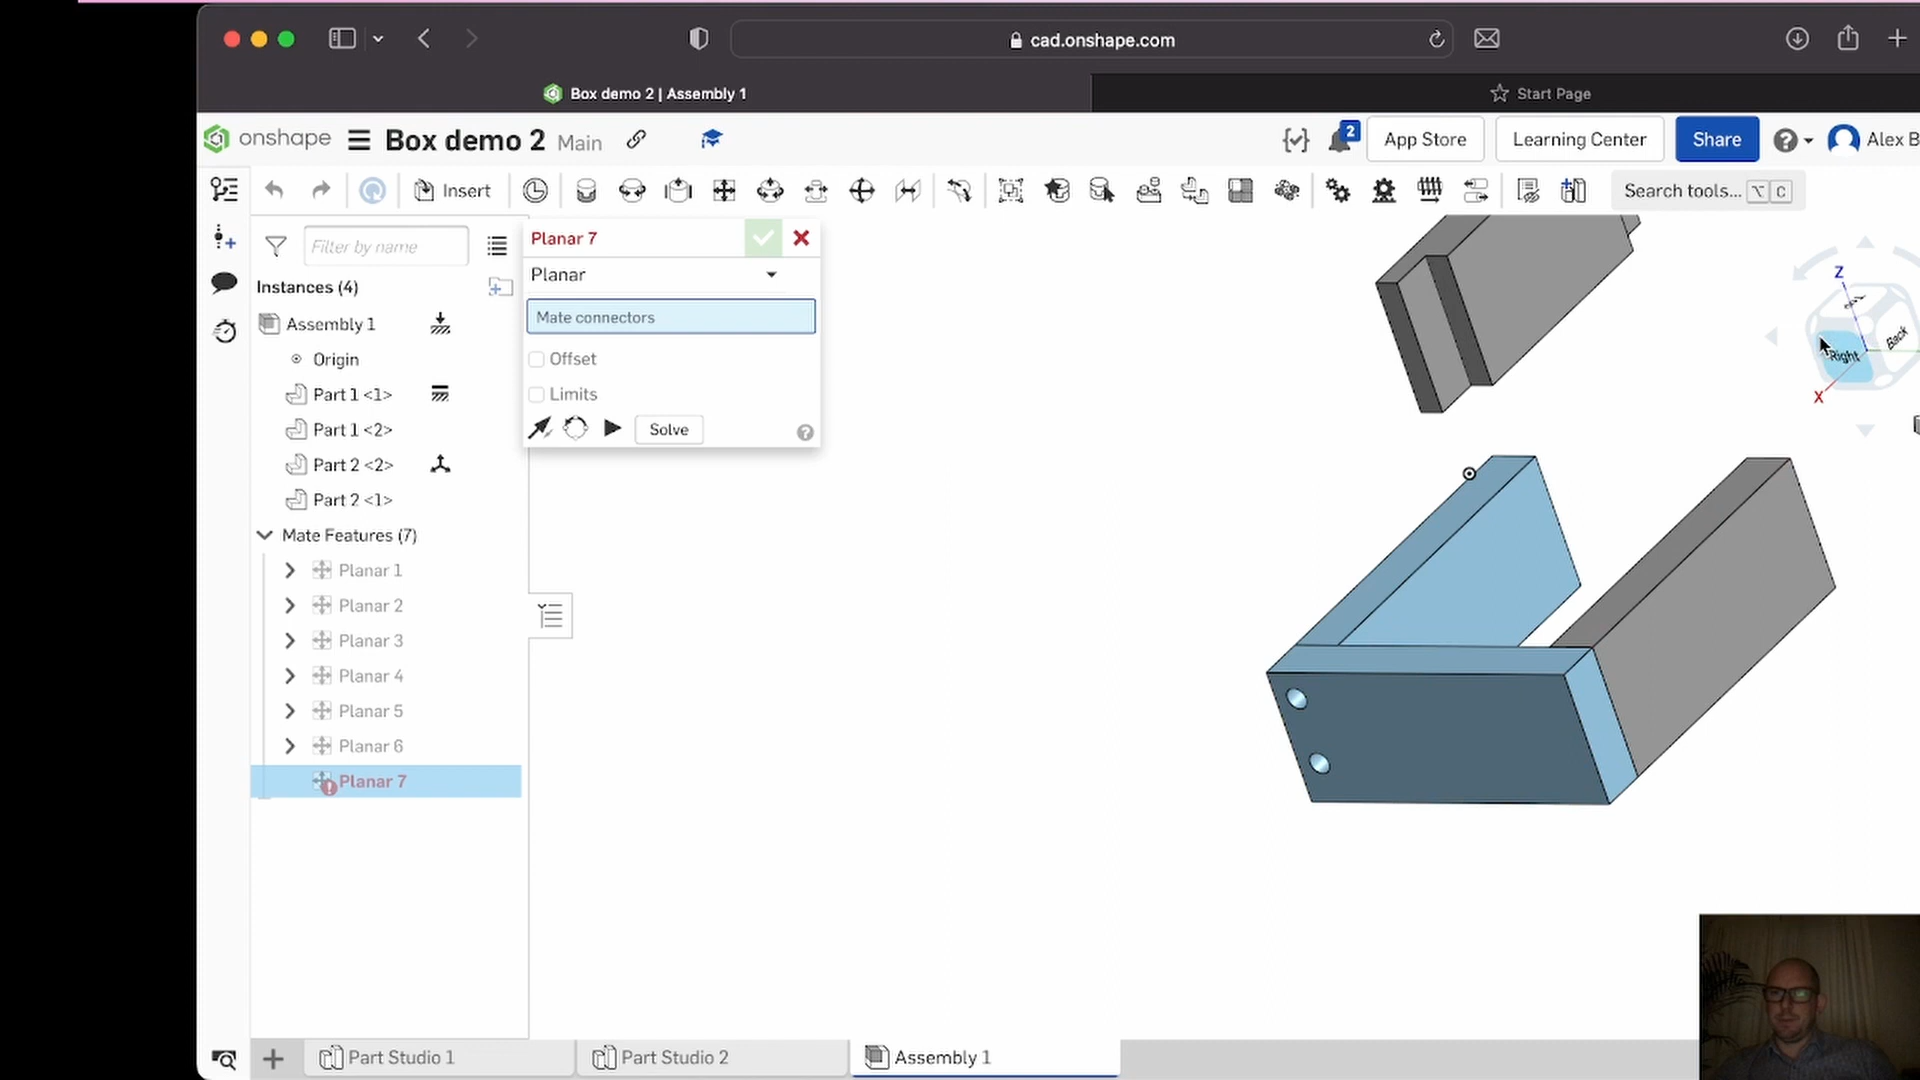 cad.onshape.com
Box demo 2 | Assembly 1
Start Page
onshape
Box demo 2 Main
2
App Store
Learning Center
Share
Alex B
Insert
Search tools... ⌥ C
Filter by name
Instances (4)
Assembly 1
Origin
Part 1 <1>
Part 1 <2>
Part 2 <2>
Part 2 <1>
Mate Features (7)
Planar 1
Planar 2
Planar 3
Planar 4
Planar 5
Planar 6
Planar 7
Planar 7
Planar
Mate connectors
Offset
Limits
Solve
Z
Right
Back
X
Part Studio 1
Part Studio 2
Assembly 1